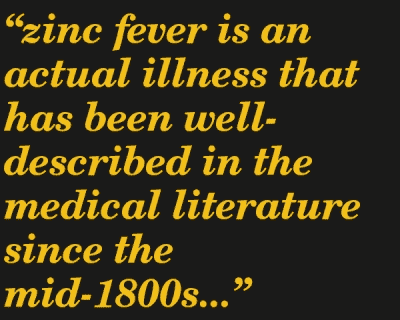 “zinc fever is an
actual illness that
has been well-
described in the
medical literature
since the
mid-1800s...”